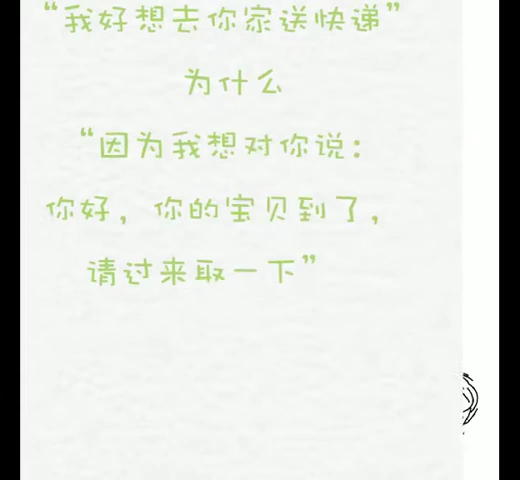 “我好想去你家送快递”
为什么
“因为我想对你说：
你好，你的宝贝到了，
请过来取一下”